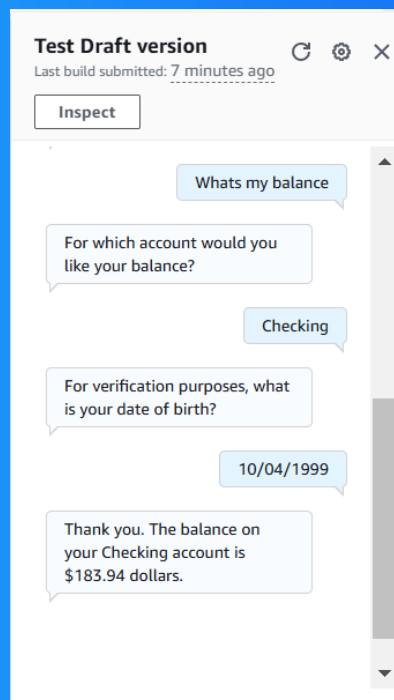 Test Draft version
Last build submitted: 7 minutes ago
Inspect
Whats my balance
For which account would you
like your balance?
Checking
For verification purposes, what
is your date of birth?
10/04/1999
Thank you. The balance on
your Checking account is
$183.94 dollars.